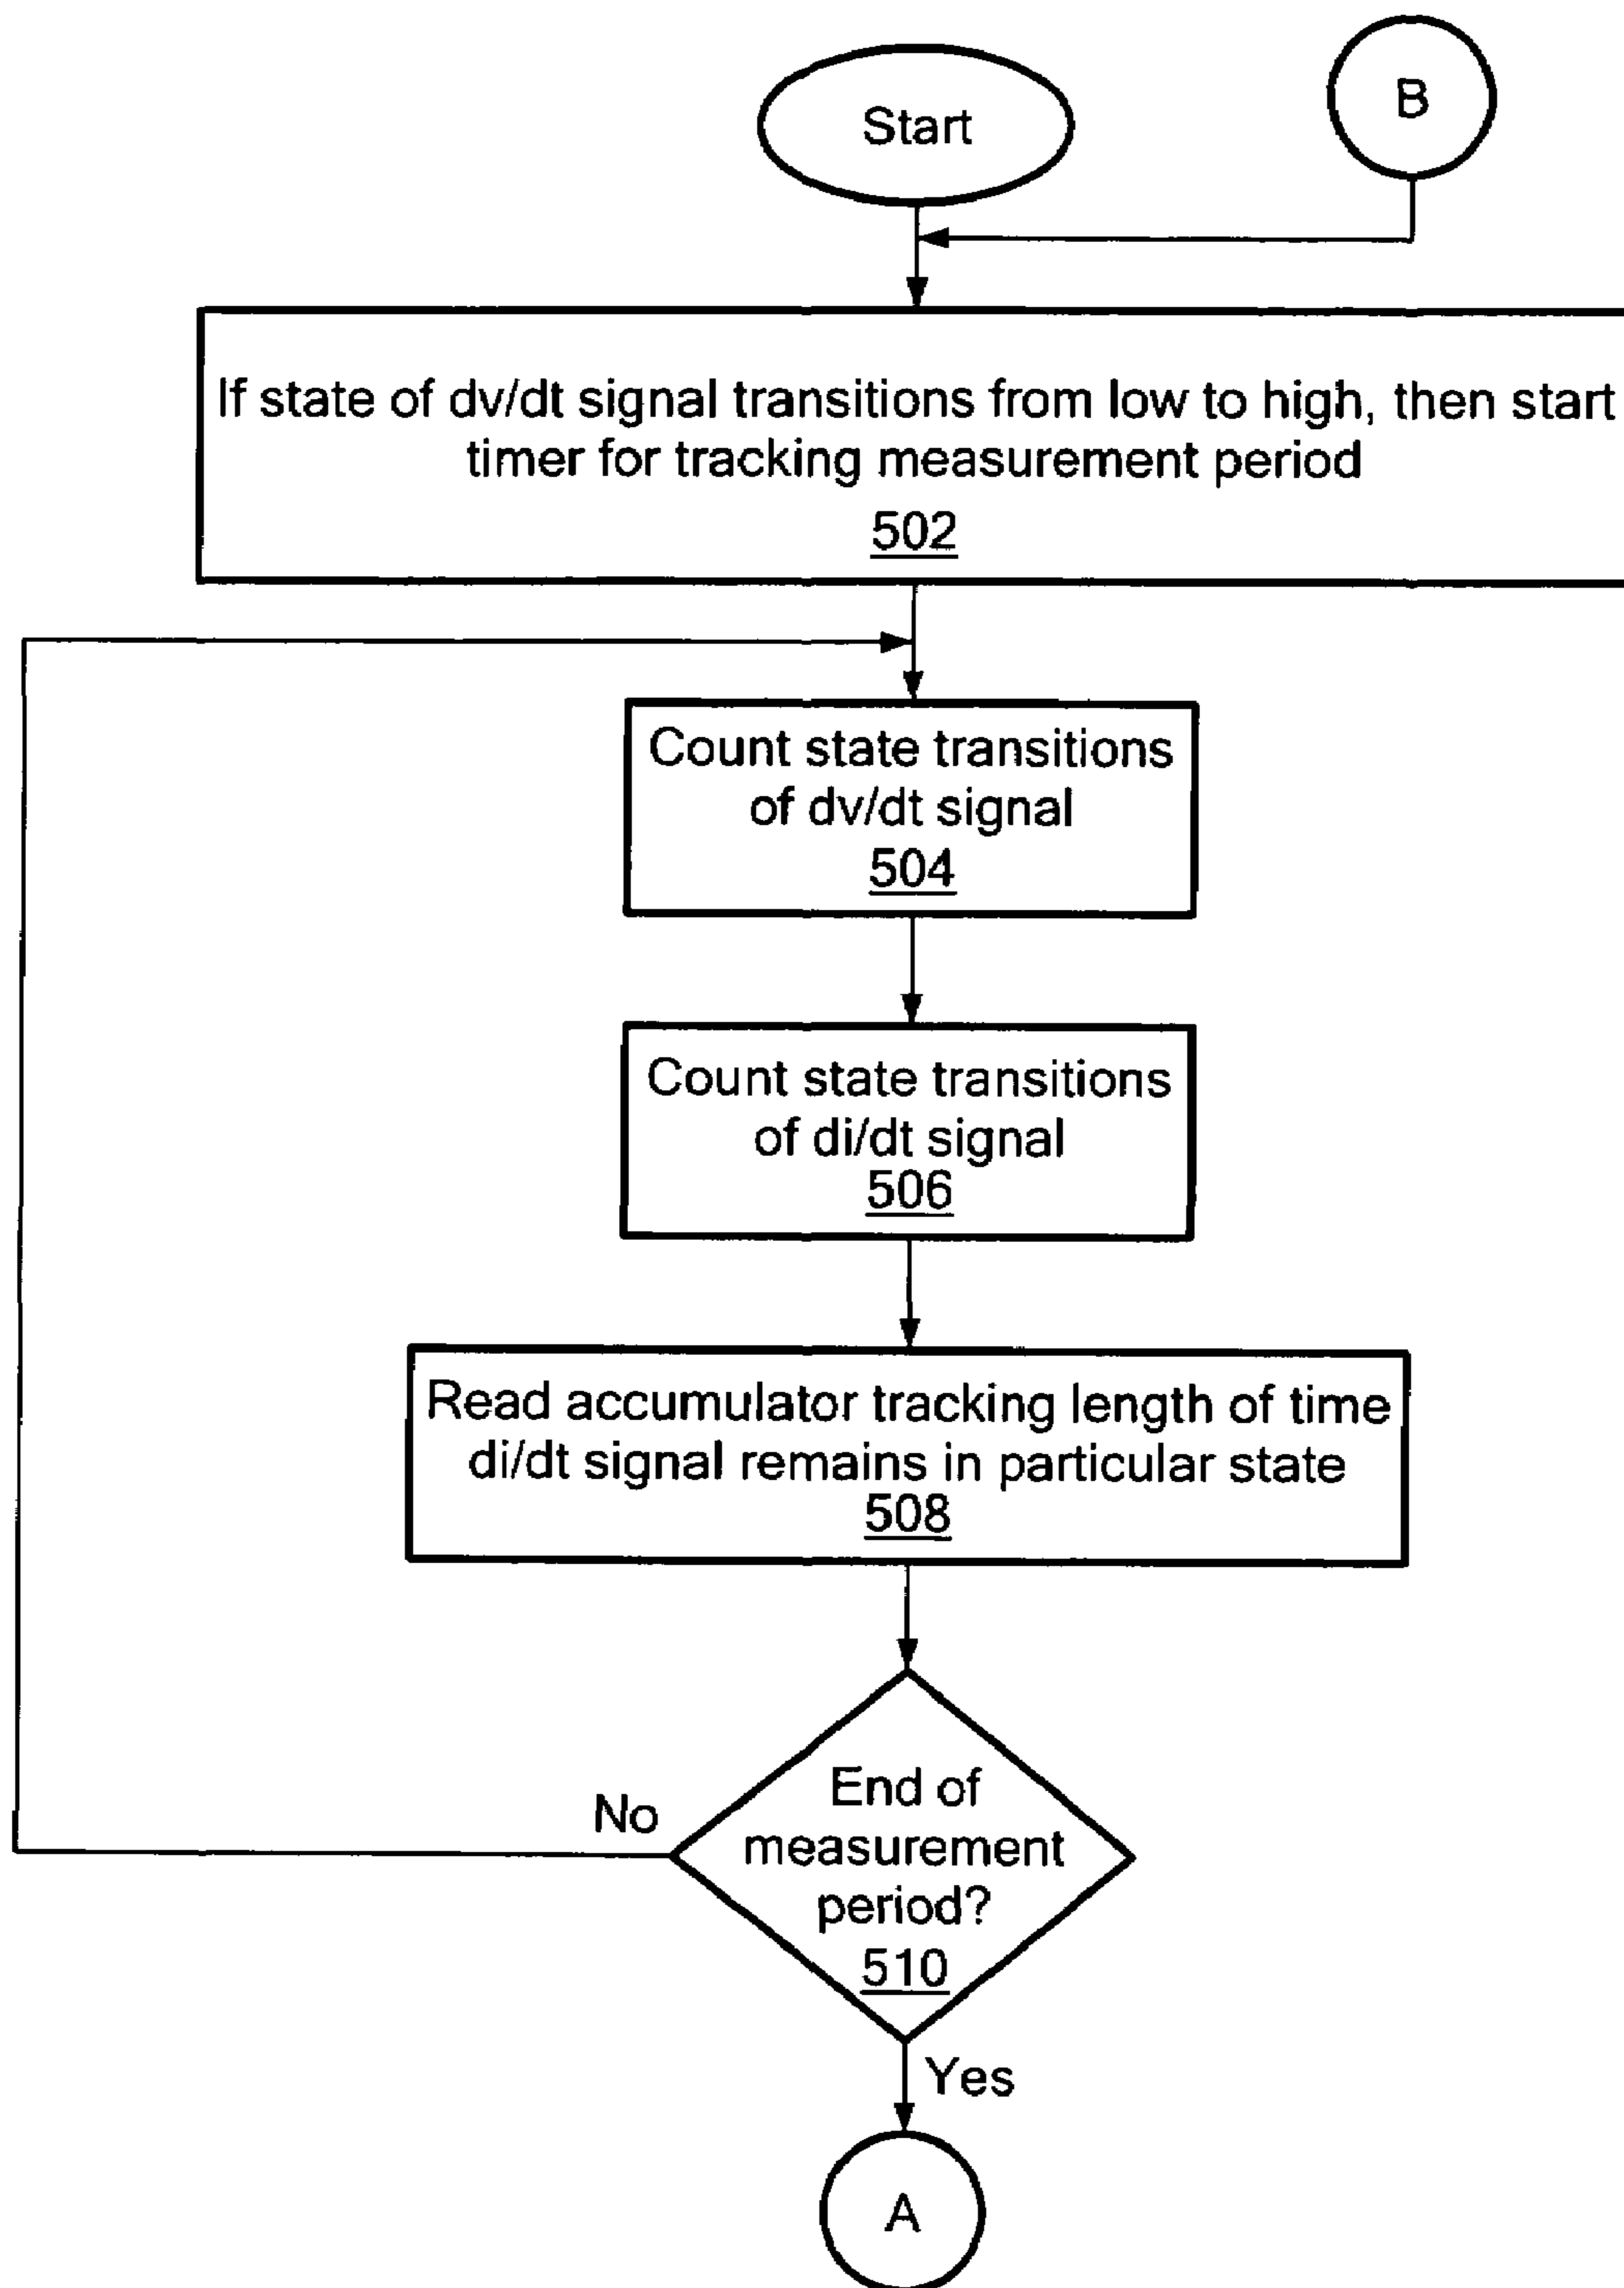 Start
B
If state of dv/dt signal transitions from low to high, then start
timer for tracking measurement period
502
Count state transitions
of dv/dt signal
504
Count state transitions
of di/dt signal
506
Read accumulator tracking length of time
di/dt signal remains in particular state
508
End of
measurement
period?
510
No
Yes
A